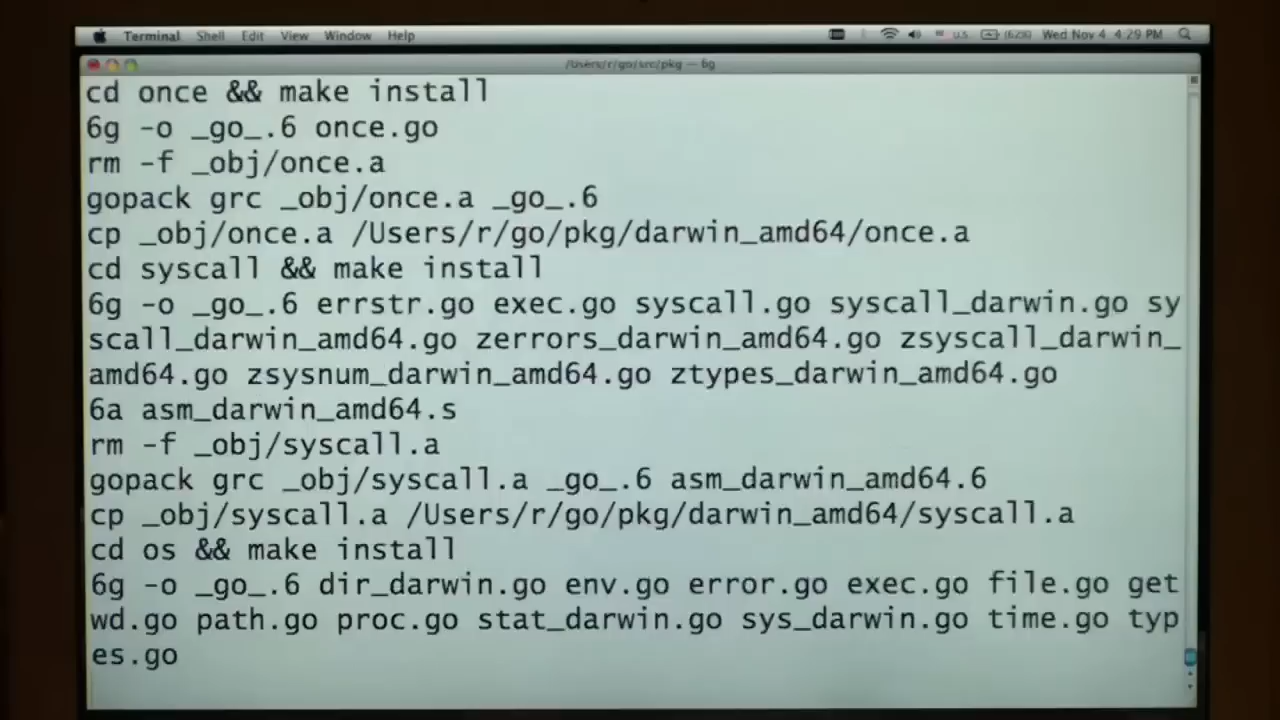 Terminal Shell Edit View Window Help U.S. Wed Nov 4 4:29 PM
/Users/r/go/src/pkg — 6g
cd once && make install
6g -o _go_.6 once.go
rm -f _obj/once.a
gopack grc _obj/once.a _go_.6
cp _obj/once.a /Users/r/go/pkg/darwin_amd64/once.a
cd syscall && make install
6g -o _go_.6 errstr.go exec.go syscall.go syscall_darwin.go sy
scall_darwin_amd64.go zerrors_darwin_amd64.go zsyscall_darwin_
amd64.go zsysnum_darwin_amd64.go ztypes_darwin_amd64.go
6a asm_darwin_amd64.s
rm -f _obj/syscall.a
gopack grc _obj/syscall.a _go_.6 asm_darwin_amd64.6
cp _obj/syscall.a /Users/r/go/pkg/darwin_amd64/syscall.a
cd os && make install
6g -o _go_.6 dir_darwin.go env.go error.go exec.go file.go get
wd.go path.go proc.go stat_darwin.go sys_darwin.go time.go typ
es.go